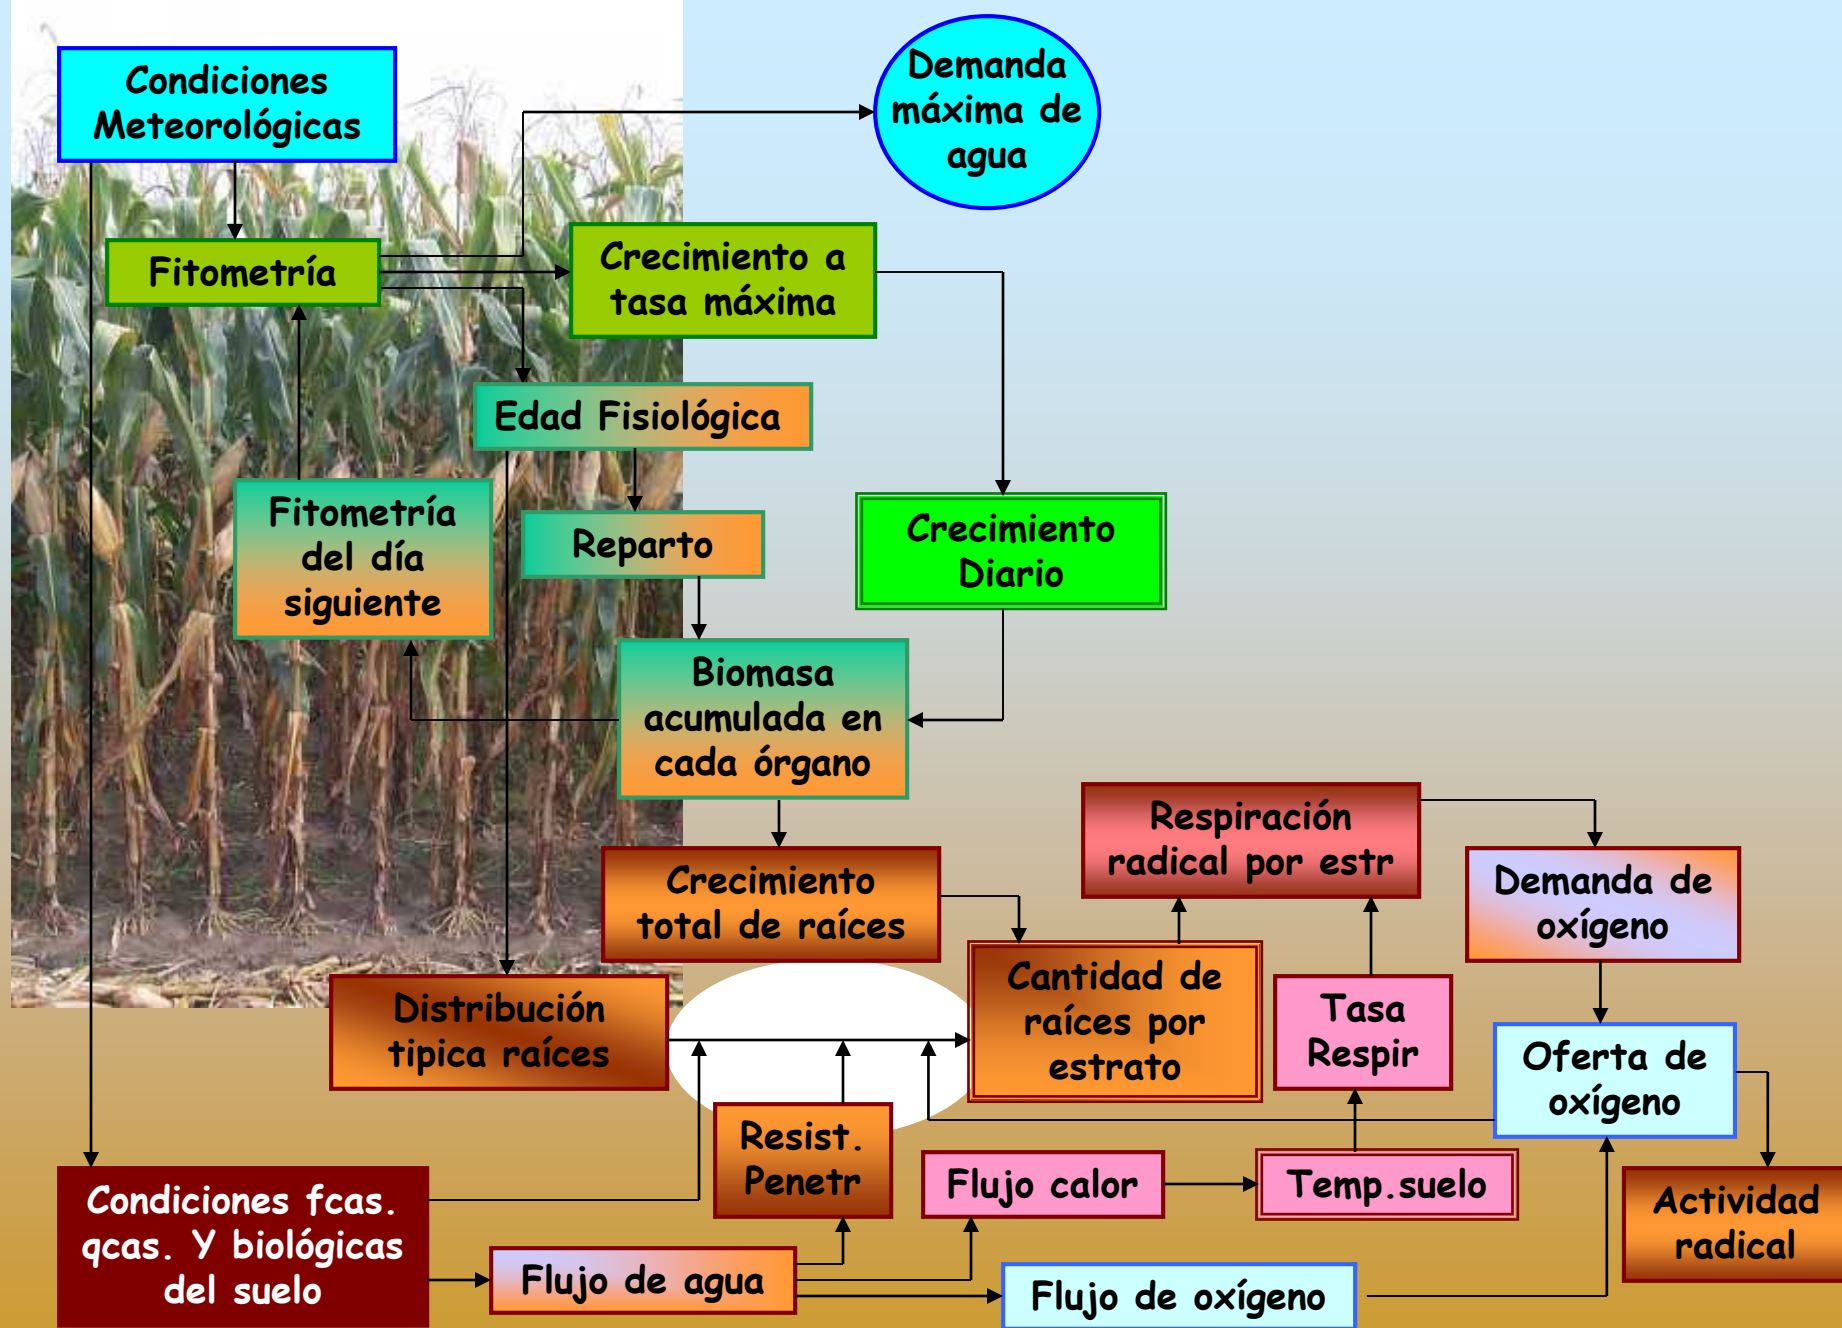 Condiciones
Meteorológicas
Demanda
máxima de
agua
Fitometría
Crecimiento a
tasa máxima
Edad Fisiológica
Fitometría
del día
siguiente
Reparto
Crecimiento
Diario
Biomasa
acumulada en
cada órgano
Respiración
radical por estr
Crecimiento
total de raíces
Demanda de
oxígeno
Distribución
tipica raíces
Cantidad de
raíces por
estrato
Tasa
Respir
Oferta de
oxígeno
Resist.
Penetr
Flujo calor
Temp.suelo
Actividad
radical
Condiciones fcas.
qcas. Y biológicas
del suelo
Flujo de agua
Flujo de oxígeno